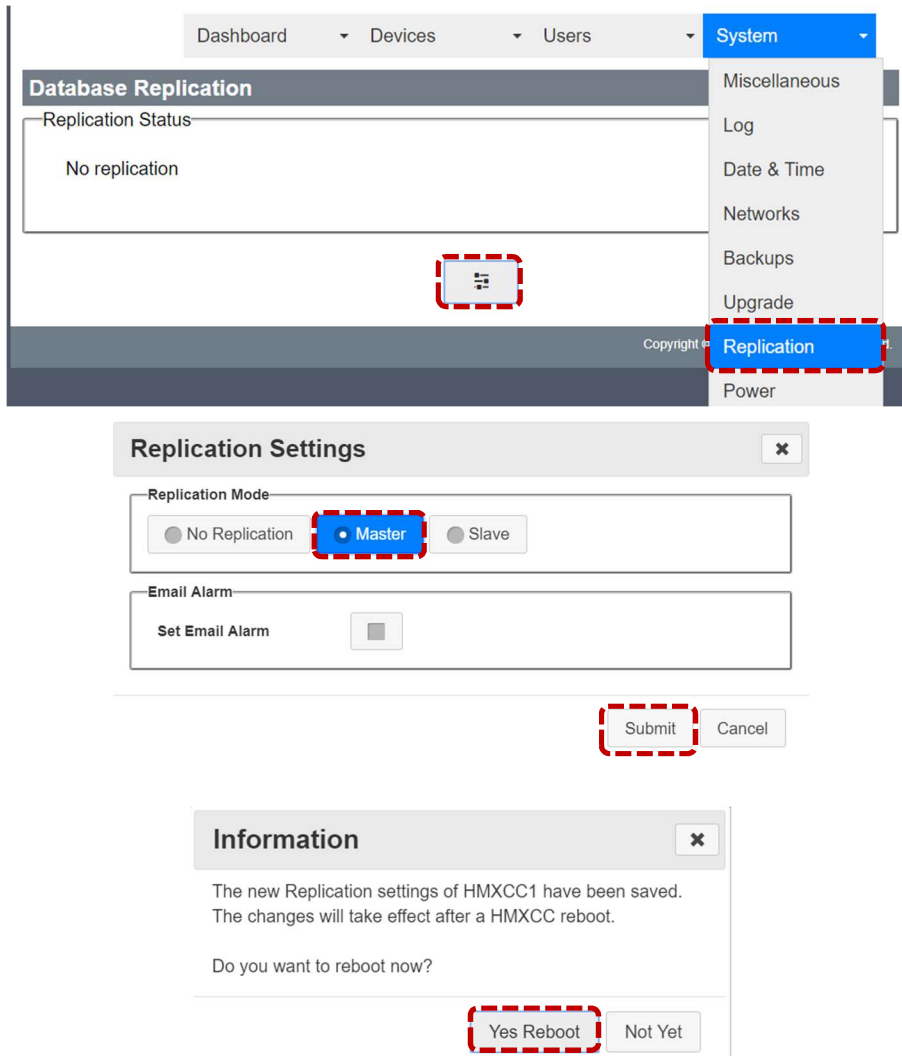 Dashboard Devices Users System
Database Replication
Miscellaneous
Replication Status
Log
No replication
Date & Time
Networks
Backups
Upgrade
Copyright
Replication
Power
Replication Settings
Replication Mode
No Replication Master Slave
Email Alarm
Set Email Alarm
Submit Cancel
Information
The new Replication settings of HMXCC1 have been saved.
The changes will take effect after a HMXCC reboot.
Do you want to reboot now?
Yes Reboot Not Yet